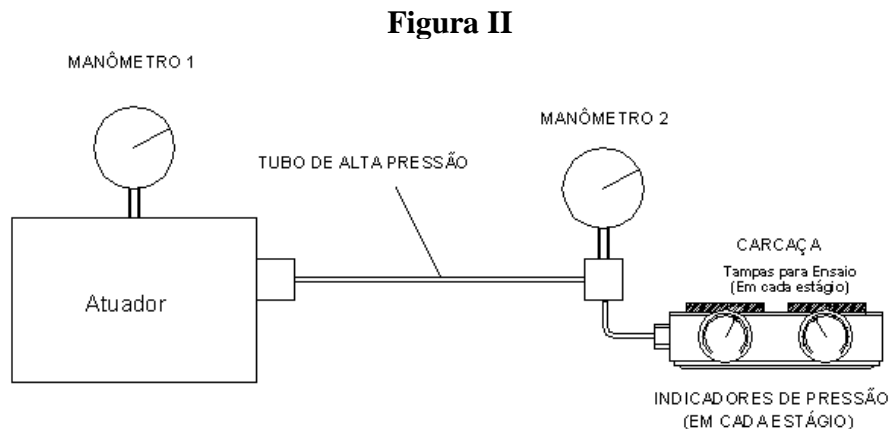 Figura II
MANÔMETRO 1
MANÔMETRO 2
TUBO DE ALTA PRESSÃO
CARCAÇA
Tampas para Ensaio
(Em cada estágio)
Atuador
INDICADORES DE PRESSÃO
(EM CADA ESTÁGIO)